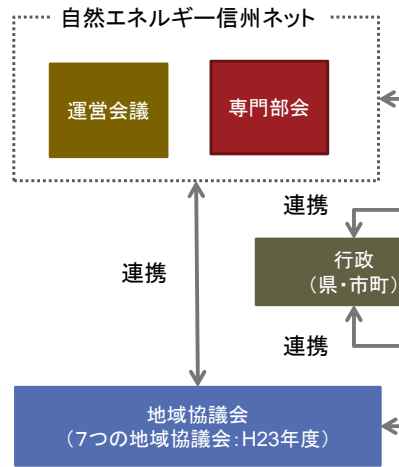 自然エネルギー信州ネット
運営会議
専門部会
連携
連携
行政
（県・市町）
連携
地域協議会
（７つの地域協議会：H23年度）